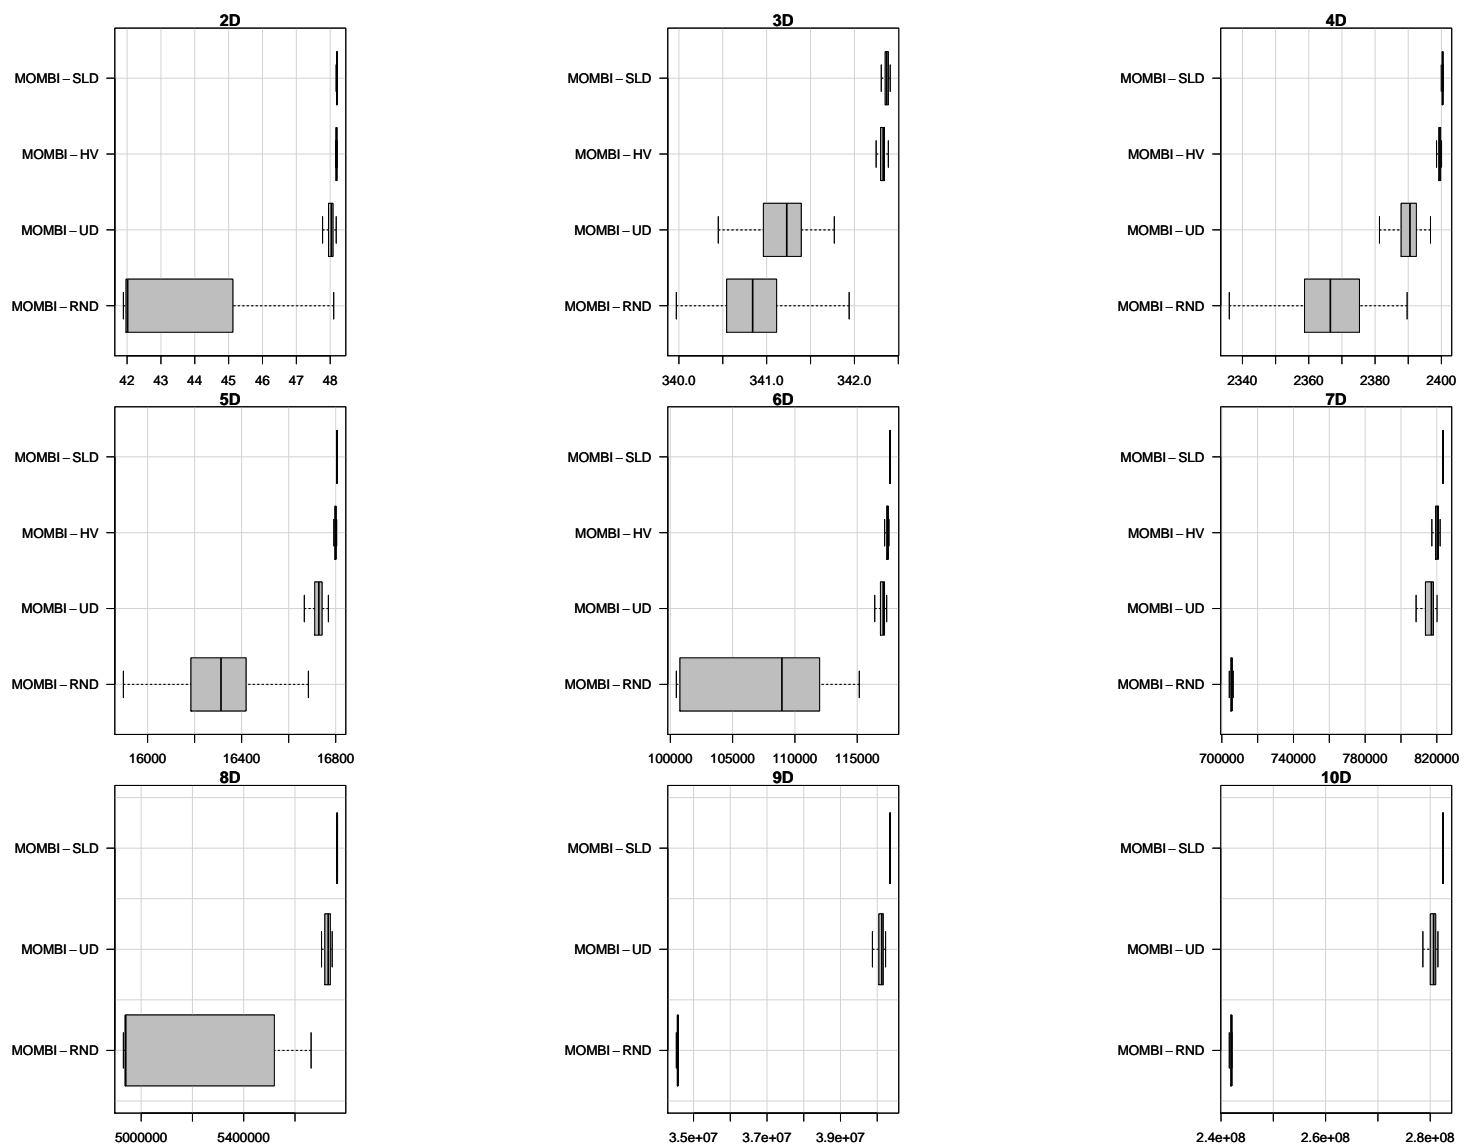 2D
MOMBI−SLD
MOMBI−HV
MOMBI−UD
MOMBI−RND
42 43 44 45 46 47 48
3D
MOMBI−SLD
MOMBI−HV
MOMBI−UD
MOMBI−RND
340.0 341.0 342.0
4D
MOMBI−SLD
MOMBI−HV
MOMBI−UD
MOMBI−RND
2340 2360 2380 2400
5D
MOMBI−SLD
MOMBI−HV
MOMBI−UD
MOMBI−RND
16000 16400 16800
6D
MOMBI−SLD
MOMBI−HV
MOMBI−UD
MOMBI−RND
100000 105000 110000 115000
7D
MOMBI−SLD
MOMBI−HV
MOMBI−UD
MOMBI−RND
700000 740000 780000 820000
8D
MOMBI−SLD
MOMBI−UD
MOMBI−RND
5000000 5400000
9D
MOMBI−SLD
MOMBI−UD
MOMBI−RND
3.5e+07 3.7e+07 3.9e+07
10D
MOMBI−SLD
MOMBI−UD
MOMBI−RND
2.4e+08 2.6e+08 2.8e+08